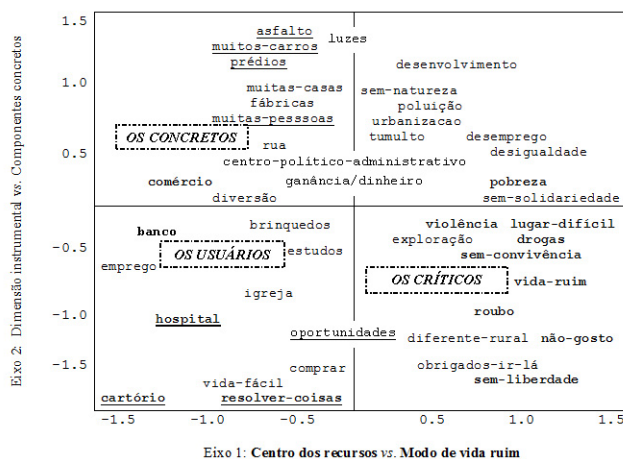 1.5
asfalto luzes
muitos-carros
prédios desenvolvimento
1.0
muitas-casas sem-natureza
fábricas poluição
muitas-pesssoas urbanizacao
OS CONCRETOS tumulto desemprego
rua desigualdade
0.5
centro-político-administrativo
comércio ganância/dinheiro pobreza
diversão sem-solidariedade
brinquedos violência lugar-difícil
banco exploração drogas
-0.5
OS USUÁRIOS estudos sem-convivência
emprego
OS CRÍTICOS vida-ruim
igreja
roubo
-1.0
hospital
oportunidades diferente-rural não-gosto
-1.5
comprar obrigados-ir-lá
vida-fácil sem-liberdade
cartório resolver-coisas
-1.5 -1.0 -0.5 0.5 1.0 1.5
Eixo 2: Dimensão instrumental vs. Componentes concretos
Eixo 1: Centro dos recursos vs. Modo de vida ruim